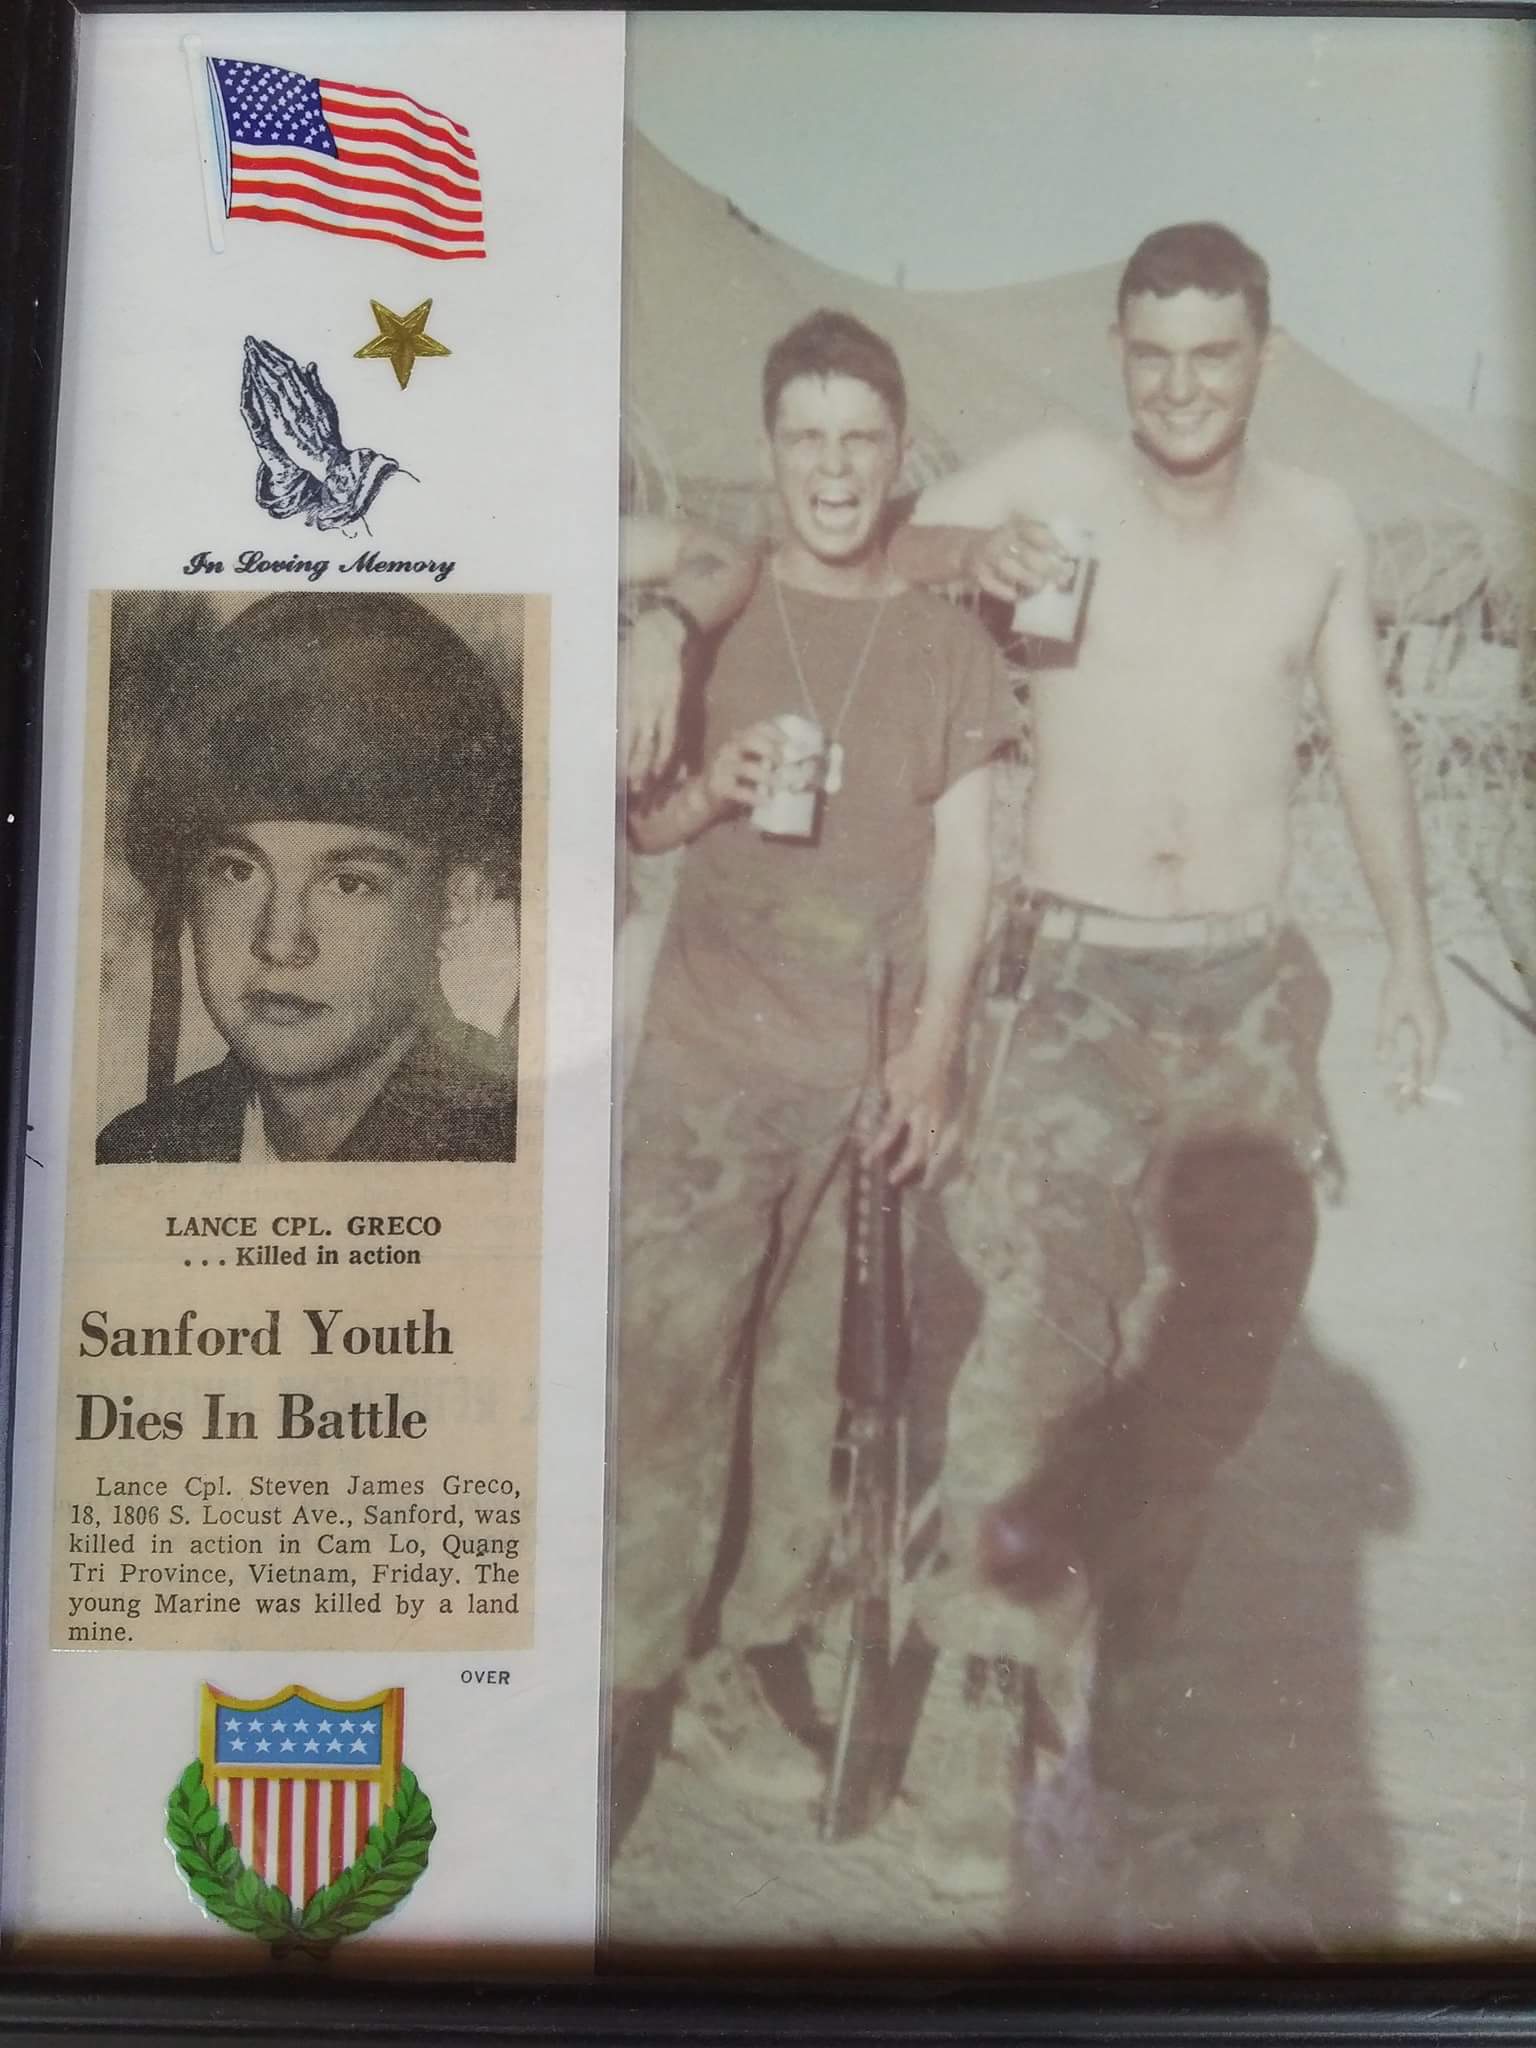 In Loving Memory
LANCE CPL. GRECO
... Killed in action
Sanford Youth
Dies In Battle
Lance Cpl. Steven James Greco,
18, 1806 S. Locust Ave., Sanford, was
killed in action in Cam Lo, Quang
Tri Province, Vietnam, Friday. The
young Marine was killed by a land
mine.
OVER